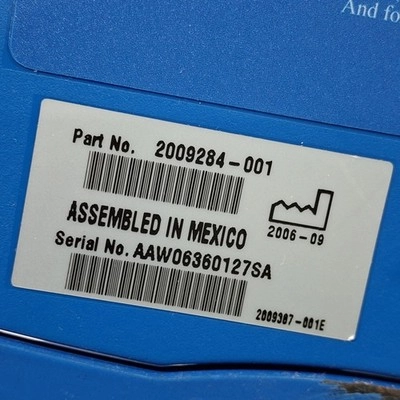 And fo
Part No. 2009284-001
ASSEMBLED IN MEXICO
2006-09
Serial No. AAW06360127SA
2009387-001E